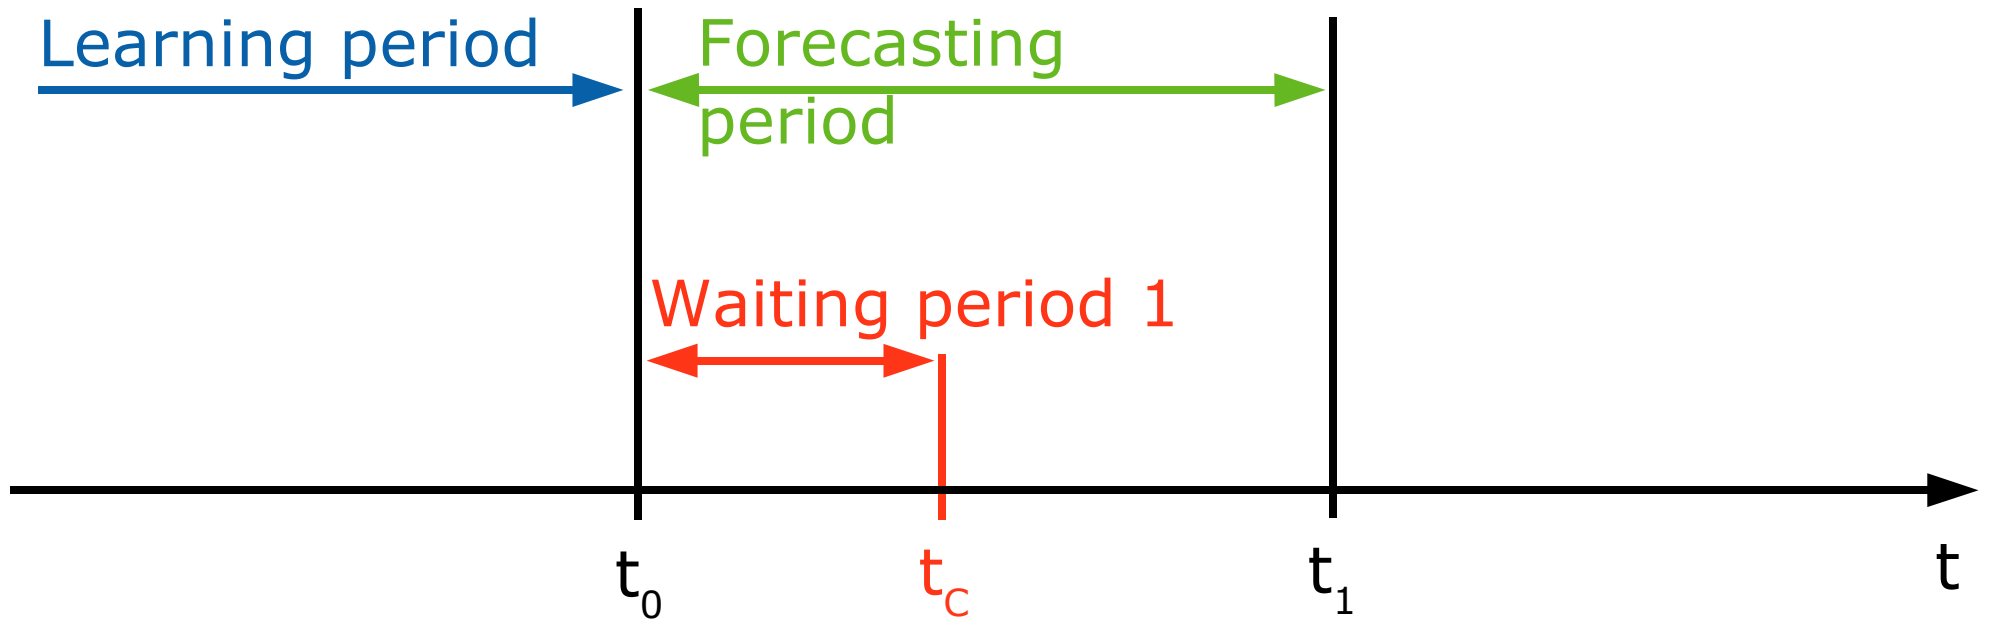 Learning period
Forecasting
period
Waiting period 1
t0
tC
t1
t